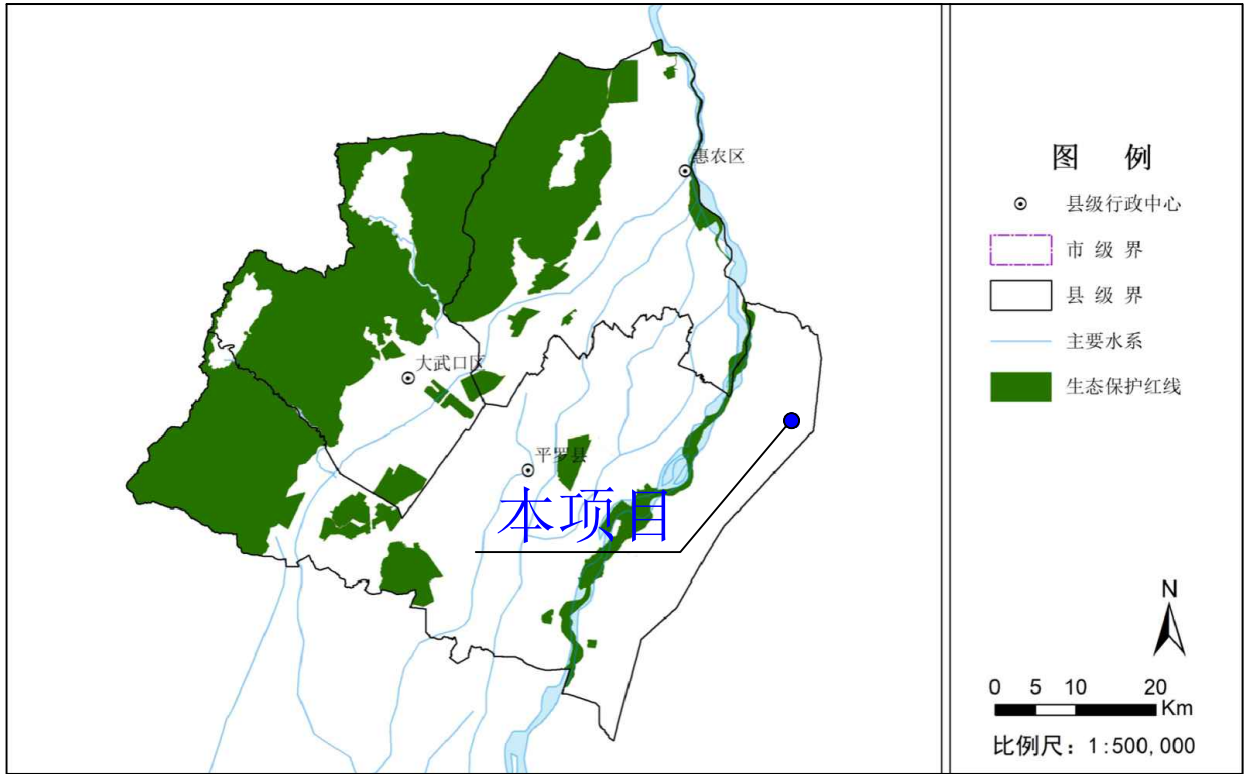 惠农区
大武口区
平罗县
本项目
图 例
县级行政中心
市 级 界
县 级 界
主要水系
生态保护红线
N
0 5 10 20
Km
比例尺：1:500,000